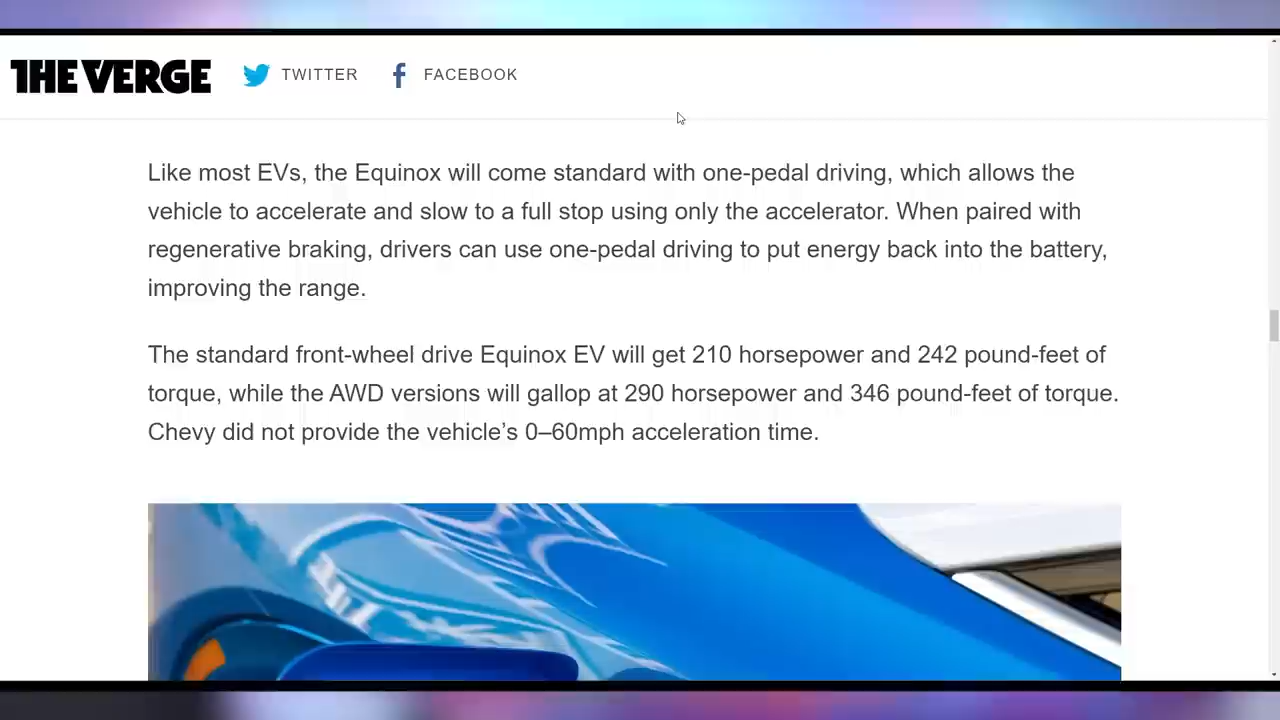 THE VERGE TWITTER FACEBOOK
Like most EVs, the Equinox will come standard with one-pedal driving, which allows the
vehicle to accelerate and slow to a full stop using only the accelerator. When paired with
regenerative braking, drivers can use one-pedal driving to put energy back into the battery,
improving the range.
The standard front-wheel drive Equinox EV will get 210 horsepower and 242 pound-feet of
torque, while the AWD versions will gallop at 290 horsepower and 346 pound-feet of torque.
Chevy did not provide the vehicle’s 0–60mph acceleration time.